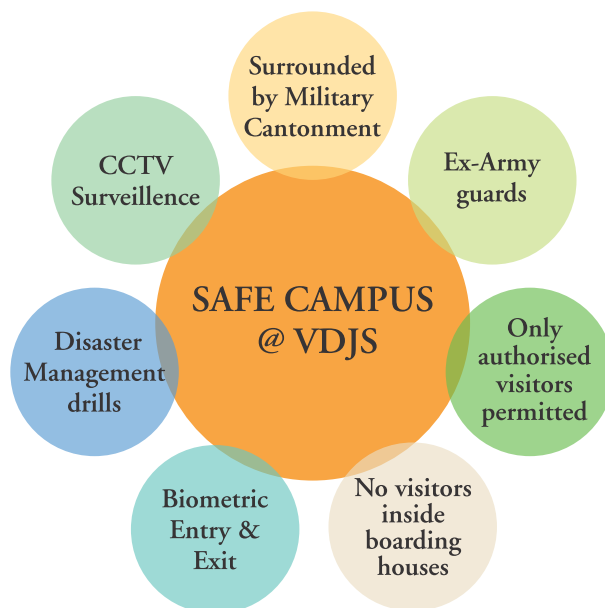 Surrounded
by Military
Cantonment
Ex-Army
guards
Only
authorised
visitors
permitted
No visitors
inside
boarding
houses
Biometric
Entry &
Exit
Disaster
Management
drills
CCTV
Surveillence
SAFE CAMPUS
@ VDJS